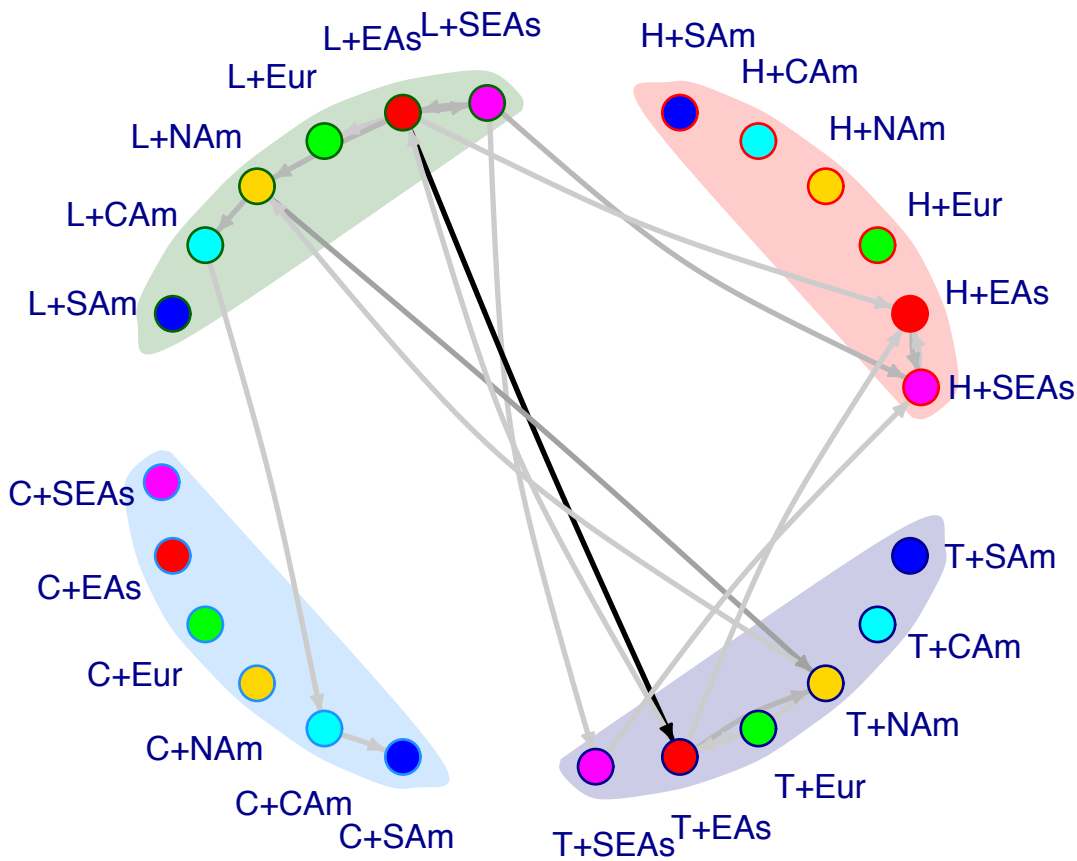 L+SEAs
L+EAs
L+Eur
L+NAm
L+CAm
L+SAm
H+SAm
H+CAm
H+NAm
H+Eur
H+EAs
H+SEAs
C+SEAs
C+EAs
C+Eur
C+NAm
C+CAm
C+SAm
T+SAm
T+CAm
T+NAm
T+Eur
T+EAs
T+SEAs